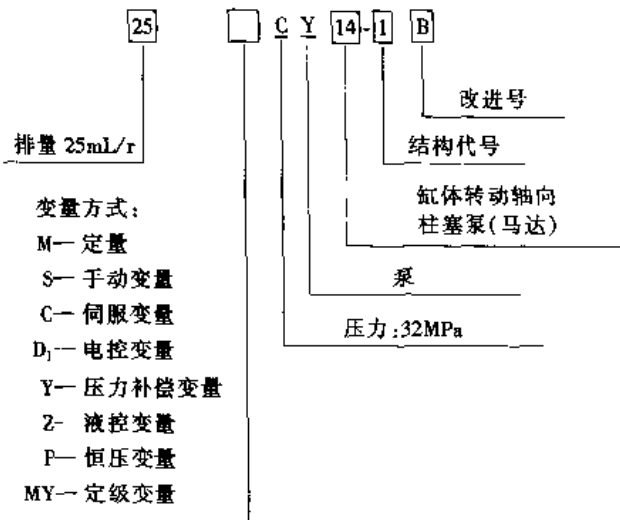 25 □ C Y 14-1 B
改进号
排量 25mL/r
结构代号
变量方式：
缸体转动轴向
柱塞泵(马达)
M— 定量
S— 手动变量
泵
C— 伺服变量
压力:32MPa
D₁— 电控变量
Y— 压力补偿变量
Z- 液控变量
P— 恒压变量
MY— 定级变量